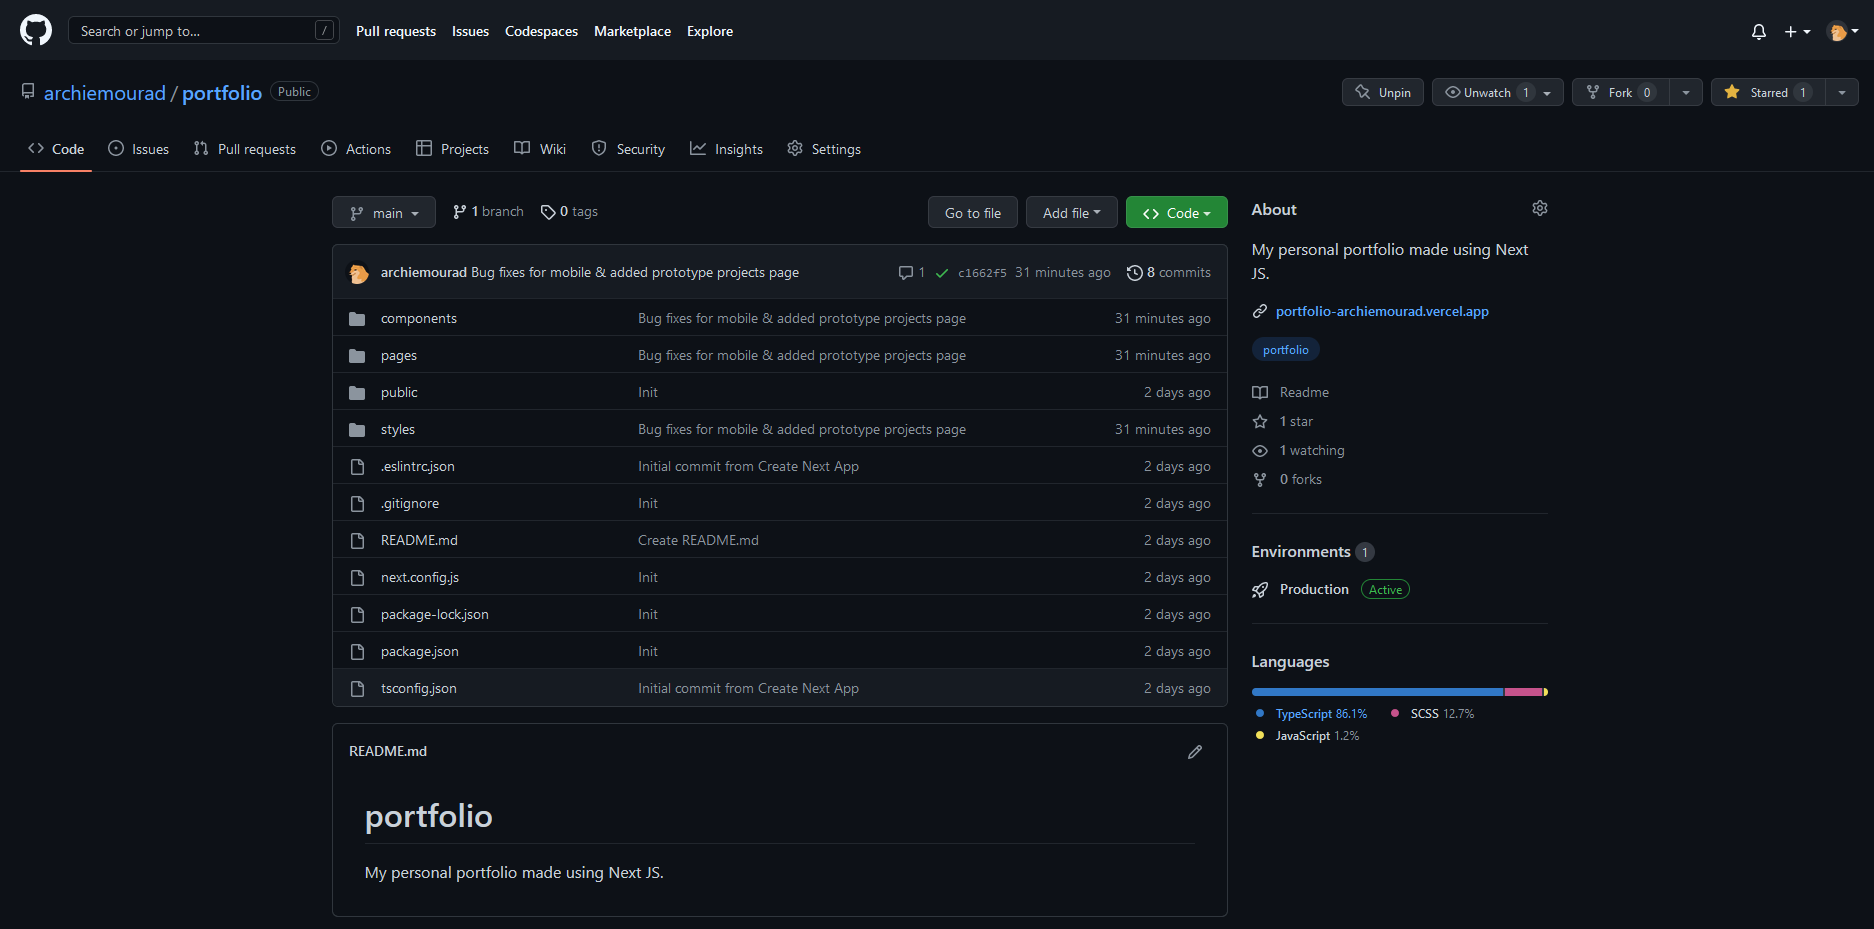 Search or jump to... / Pull requests Issues Codespaces Marketplace Explore
archiemourad / portfolio Public Unpin Unwatch 1 Fork 0 Starred 1
Code Issues Pull requests Actions Projects Wiki Security Insights Settings
main 1 branch 0 tags Go to file Add file Code
archiemourad Bug fixes for mobile & added prototype projects page 1 c1662f5 31 minutes ago 8 commits
components Bug fixes for mobile & added prototype projects page 31 minutes ago
pages Bug fixes for mobile & added prototype projects page 31 minutes ago
public Init 2 days ago
styles Bug fixes for mobile & added prototype projects page 31 minutes ago
.eslintrc.json Initial commit from Create Next App 2 days ago
.gitignore Init 2 days ago
README.md Create README.md 2 days ago
next.config.js Init 2 days ago
package-lock.json Init 2 days ago
package.json Init 2 days ago
tsconfig.json Initial commit from Create Next App 2 days ago
README.md
portfolio
My personal portfolio made using Next JS.
About
My personal portfolio made using Next
JS.
portfolio-archiemourad.vercel.app
portfolio
Readme
1 star
1 watching
0 forks
Environments 1
Production Active
Languages
TypeScript 86.1% SCSS 12.7%
JavaScript 1.2%